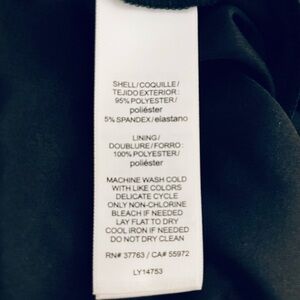 SHELL/COQUILLE/
TEJIDO EXTERIOR:
95% POLYESTER/
poliéster
5% SPANDEX/elastano
LINING/
DOUBLURE/FORRO:
100% POLYESTER/
poliéster
MACHINE WASH COLD
WITH LIKE COLORS
DELICATE CYCLE
ONLY NON-CHLORINE
BLEACH IF NEEDED
LAY FLAT TO DRY
COOL IRON IF NEEDED
DO NOT DRY CLEAN
RN# 37763 / CA# 55972
LY14753